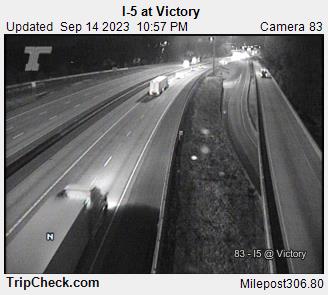 I-5 at Victory
Updated  Sep 14 2023  10:57 PM
Camera 83
T
N
83 - I5 @ Victory
TripCheck.com
Milepost306.80